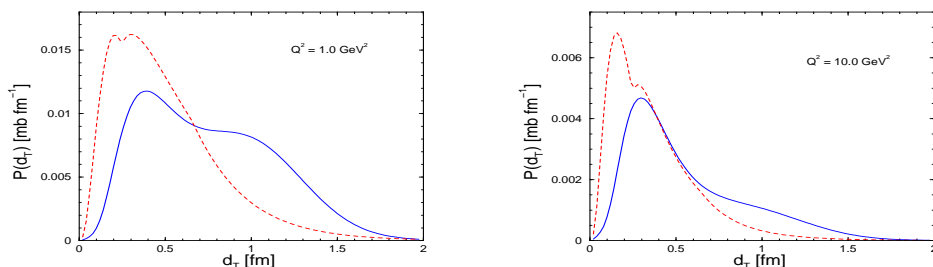 0.015
0.01
0.005
0
P(d_T) [mb fm⁻¹]
Q² = 1.0 GeV²
0 0.5 1 1.5 2
d_T [fm]
0.006
0.004
0.002
0
P(d_T) [mb fm⁻¹]
Q² = 10.0 GeV²
0 0.5 1 1.5 2
d_T [fm]